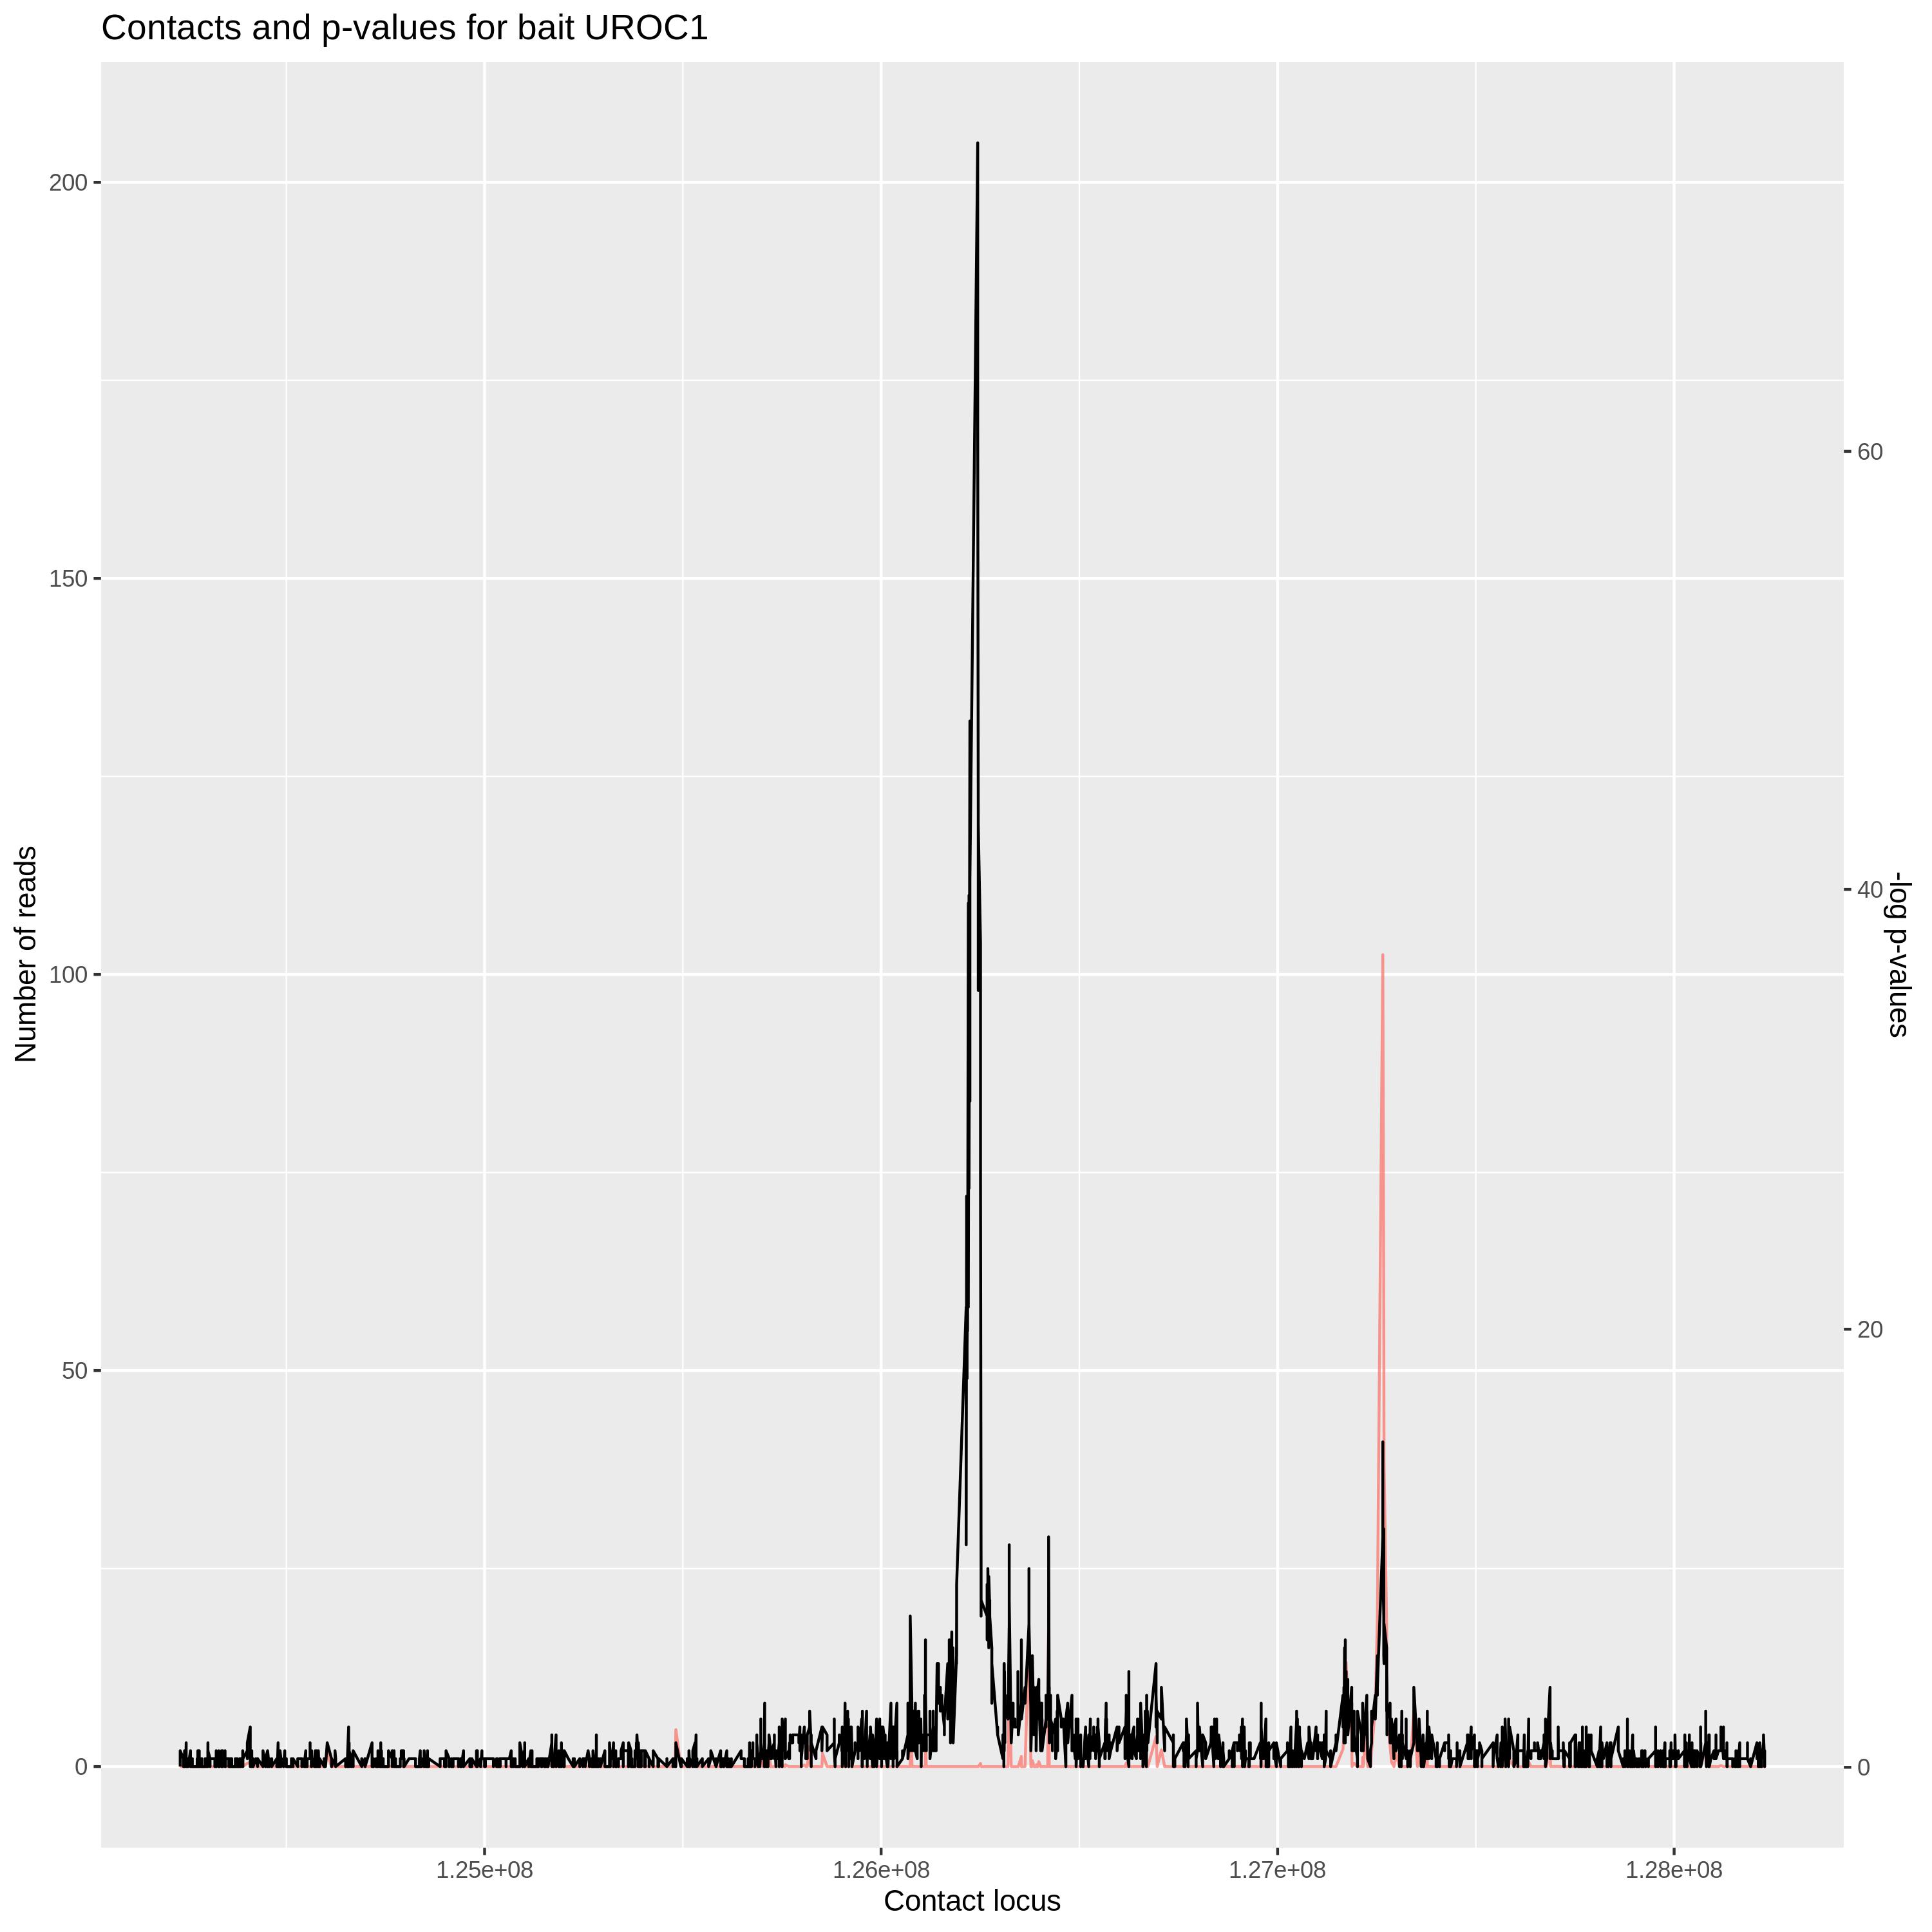 Contacts and p-values for bait UROC1
200
150
100
50
0
Number of reads
60
40
20
0
-log p-values
1.25e+08
1.26e+08
1.27e+08
1.28e+08
Contact locus